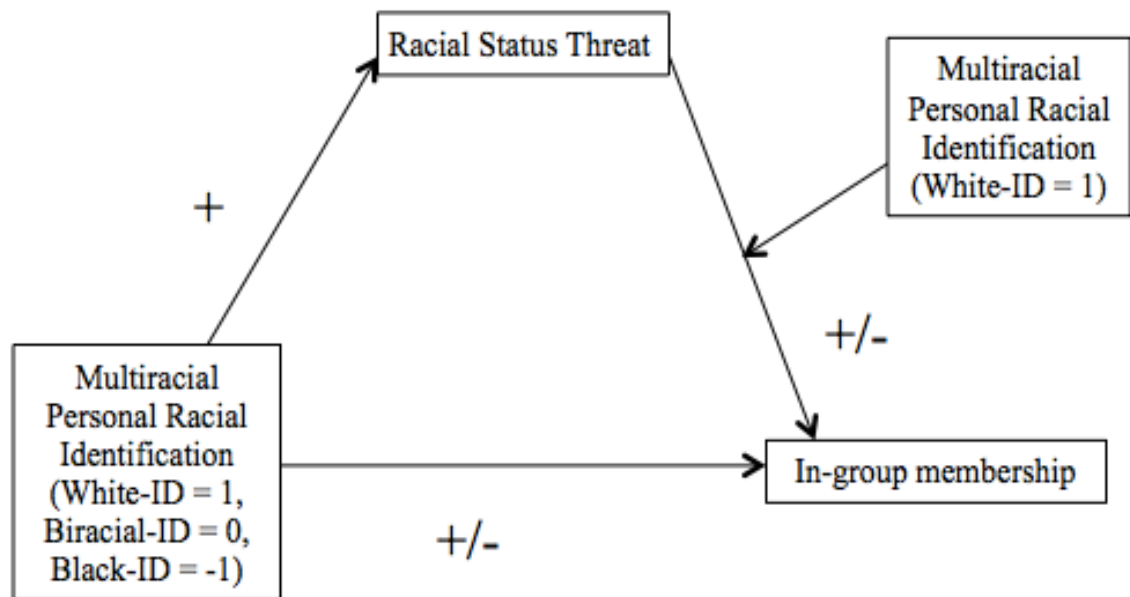 Racial Status Threat
Multiracial
Personal Racial
Identification
(White-ID = 1)
+
+/-
Multiracial
Personal Racial
Identification
(White-ID = 1,
Biracial-ID = 0,
Black-ID = -1)
In-group membership
+/-